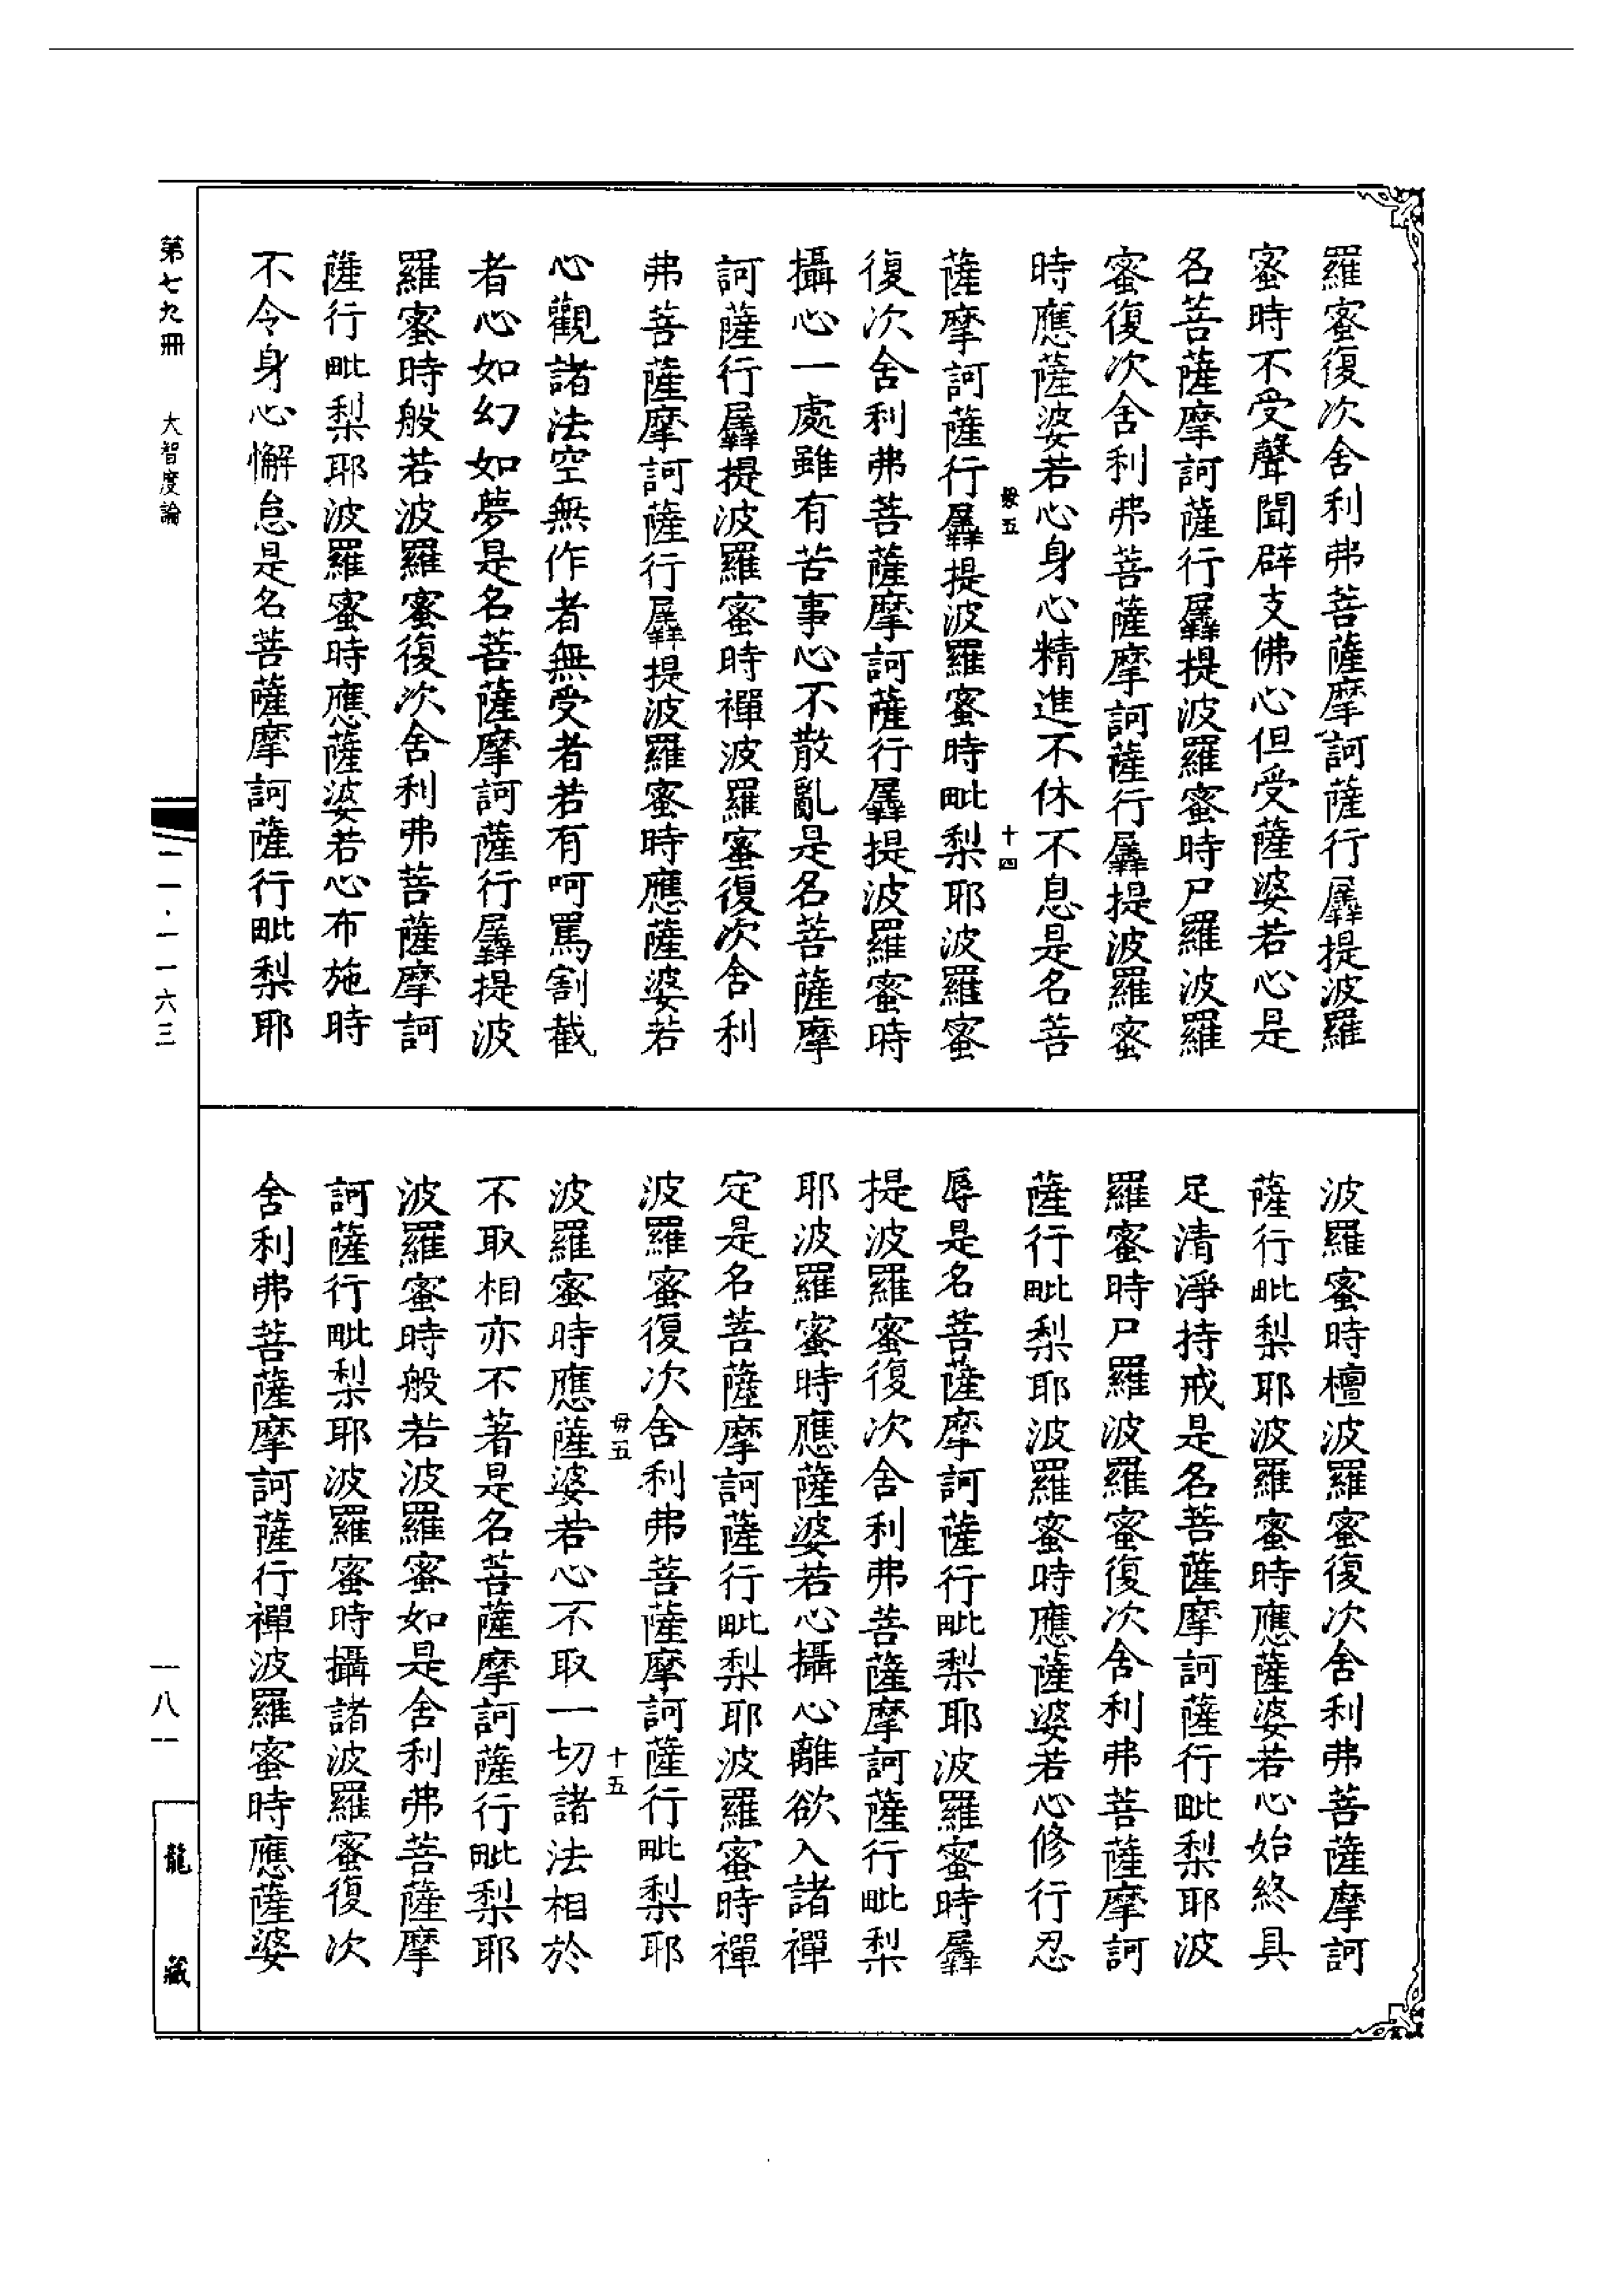 羅蜜復次舍利弗菩薩摩訶薩行羼提波羅
蜜時不受聲聞辟支佛心但受薩婆若心是
名菩薩摩訶薩行羼提波羅蜜時尸羅波羅
蜜復次舍利弗菩薩摩訶薩行羼提波羅蜜
時應薩婆若心身心精進不休不息是名菩
十四
薩摩訶薩行羼提波羅蜜時毗梨耶波羅蜜
復次舍利弗菩薩摩訶薩行羼提波羅蜜時
攝心一處雖有苦事心不散亂是名菩薩摩
訶薩行羼提波羅蜜時禪波羅蜜復次舍利
弗菩薩摩訶薩行羼提波羅蜜時應薩婆若
心觀諸法空無作者無受者若有呵罵割截
者心如幻如夢是名菩薩摩訶薩行羼提波
羅蜜時般若波羅蜜復次舍利弗菩薩摩訶
薩行毗梨耶波羅蜜時應薩婆若心布施時
不令身心懈怠是名菩薩摩訶薩行毗梨耶
波羅蜜時檀波羅蜜復次舍利弗菩薩摩訶
薩行毗梨耶波羅蜜時應薩婆若心始終具
足清淨持戒是名菩薩摩訶薩行毗梨耶波
羅蜜時尸羅波羅蜜復次舍利弗菩薩摩訶
薩行毗梨耶波羅蜜時應薩婆若心修行忍
辱是名菩薩摩訶薩行毗梨耶波羅蜜時羼
提波羅蜜復次舍利弗菩薩摩訶薩行毗梨
耶波羅蜜時應薩婆若心攝心離欲入諸禪
定是名菩薩摩訶薩行毗梨耶波羅蜜時禪
波羅蜜復次舍利弗菩薩摩訶薩行毗梨耶
十五
波羅蜜時應薩婆若心不取一切諸法相於
不取相亦不著是名菩薩摩訶薩行毗梨耶
波羅蜜時般若波羅蜜如是舍利弗菩薩摩
訶薩行毗梨耶波羅蜜時攝諸波羅蜜復次
舍利弗菩薩摩訶薩行禪波羅蜜時應薩婆
第七九冊 大智度論
一一·一一六三
一八一
龍藏